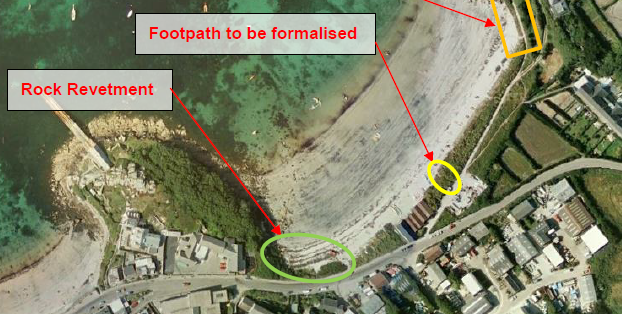 Footpath to be formalised
Rock Revetment